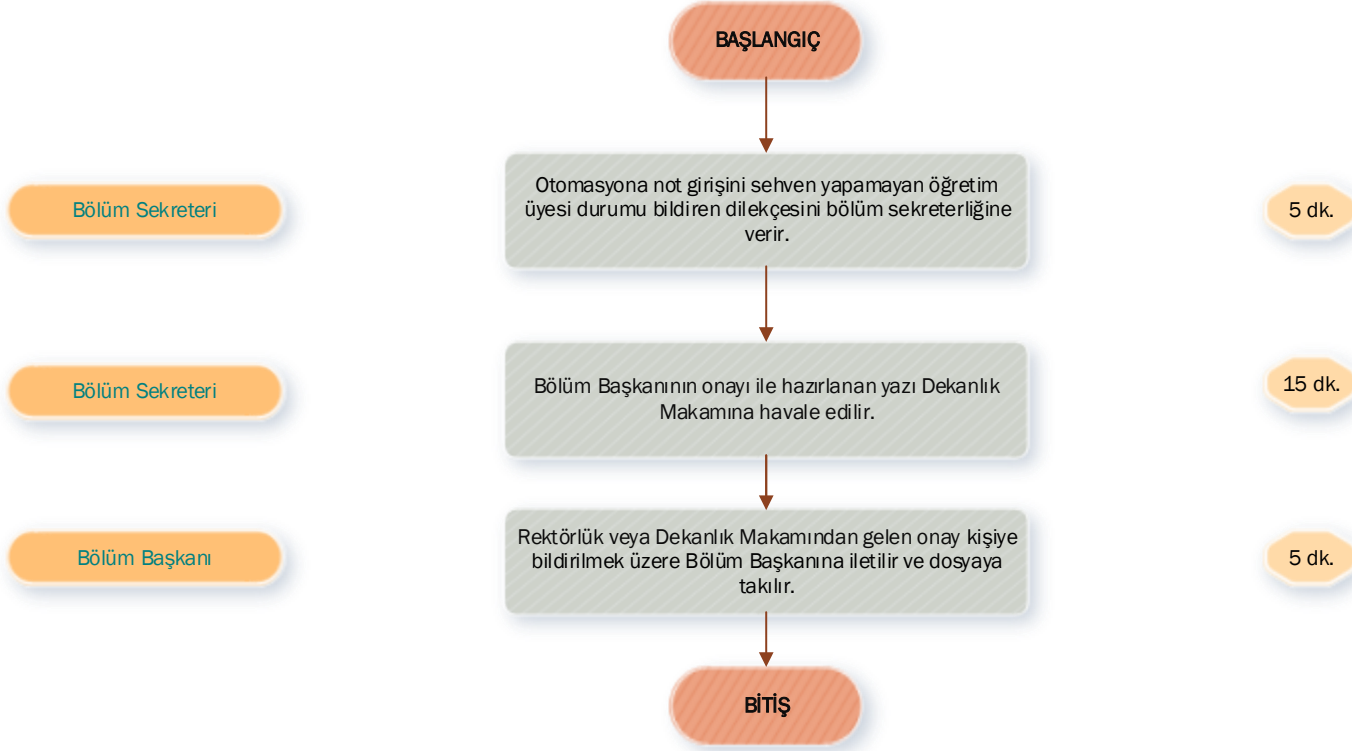 BAŞLANGIÇ
Bölüm Sekreteri
Otomasyona not girişini sehven yapamayan öğretim
üyesi durumu bildiren dilekçesini bölüm sekreterliğine
verir.
5 dk.
Bölüm Sekreteri
Bölüm Başkanının onayı ile hazırlanan yazı Dekanlık
Makamına havale edilir.
15 dk.
Bölüm Başkanı
Rektörlük veya Dekanlık Makamından gelen onay kişiye
bildirilmek üzere Bölüm Başkanına iletilir ve dosyaya
takılır.
5 dk.
BİTİŞ